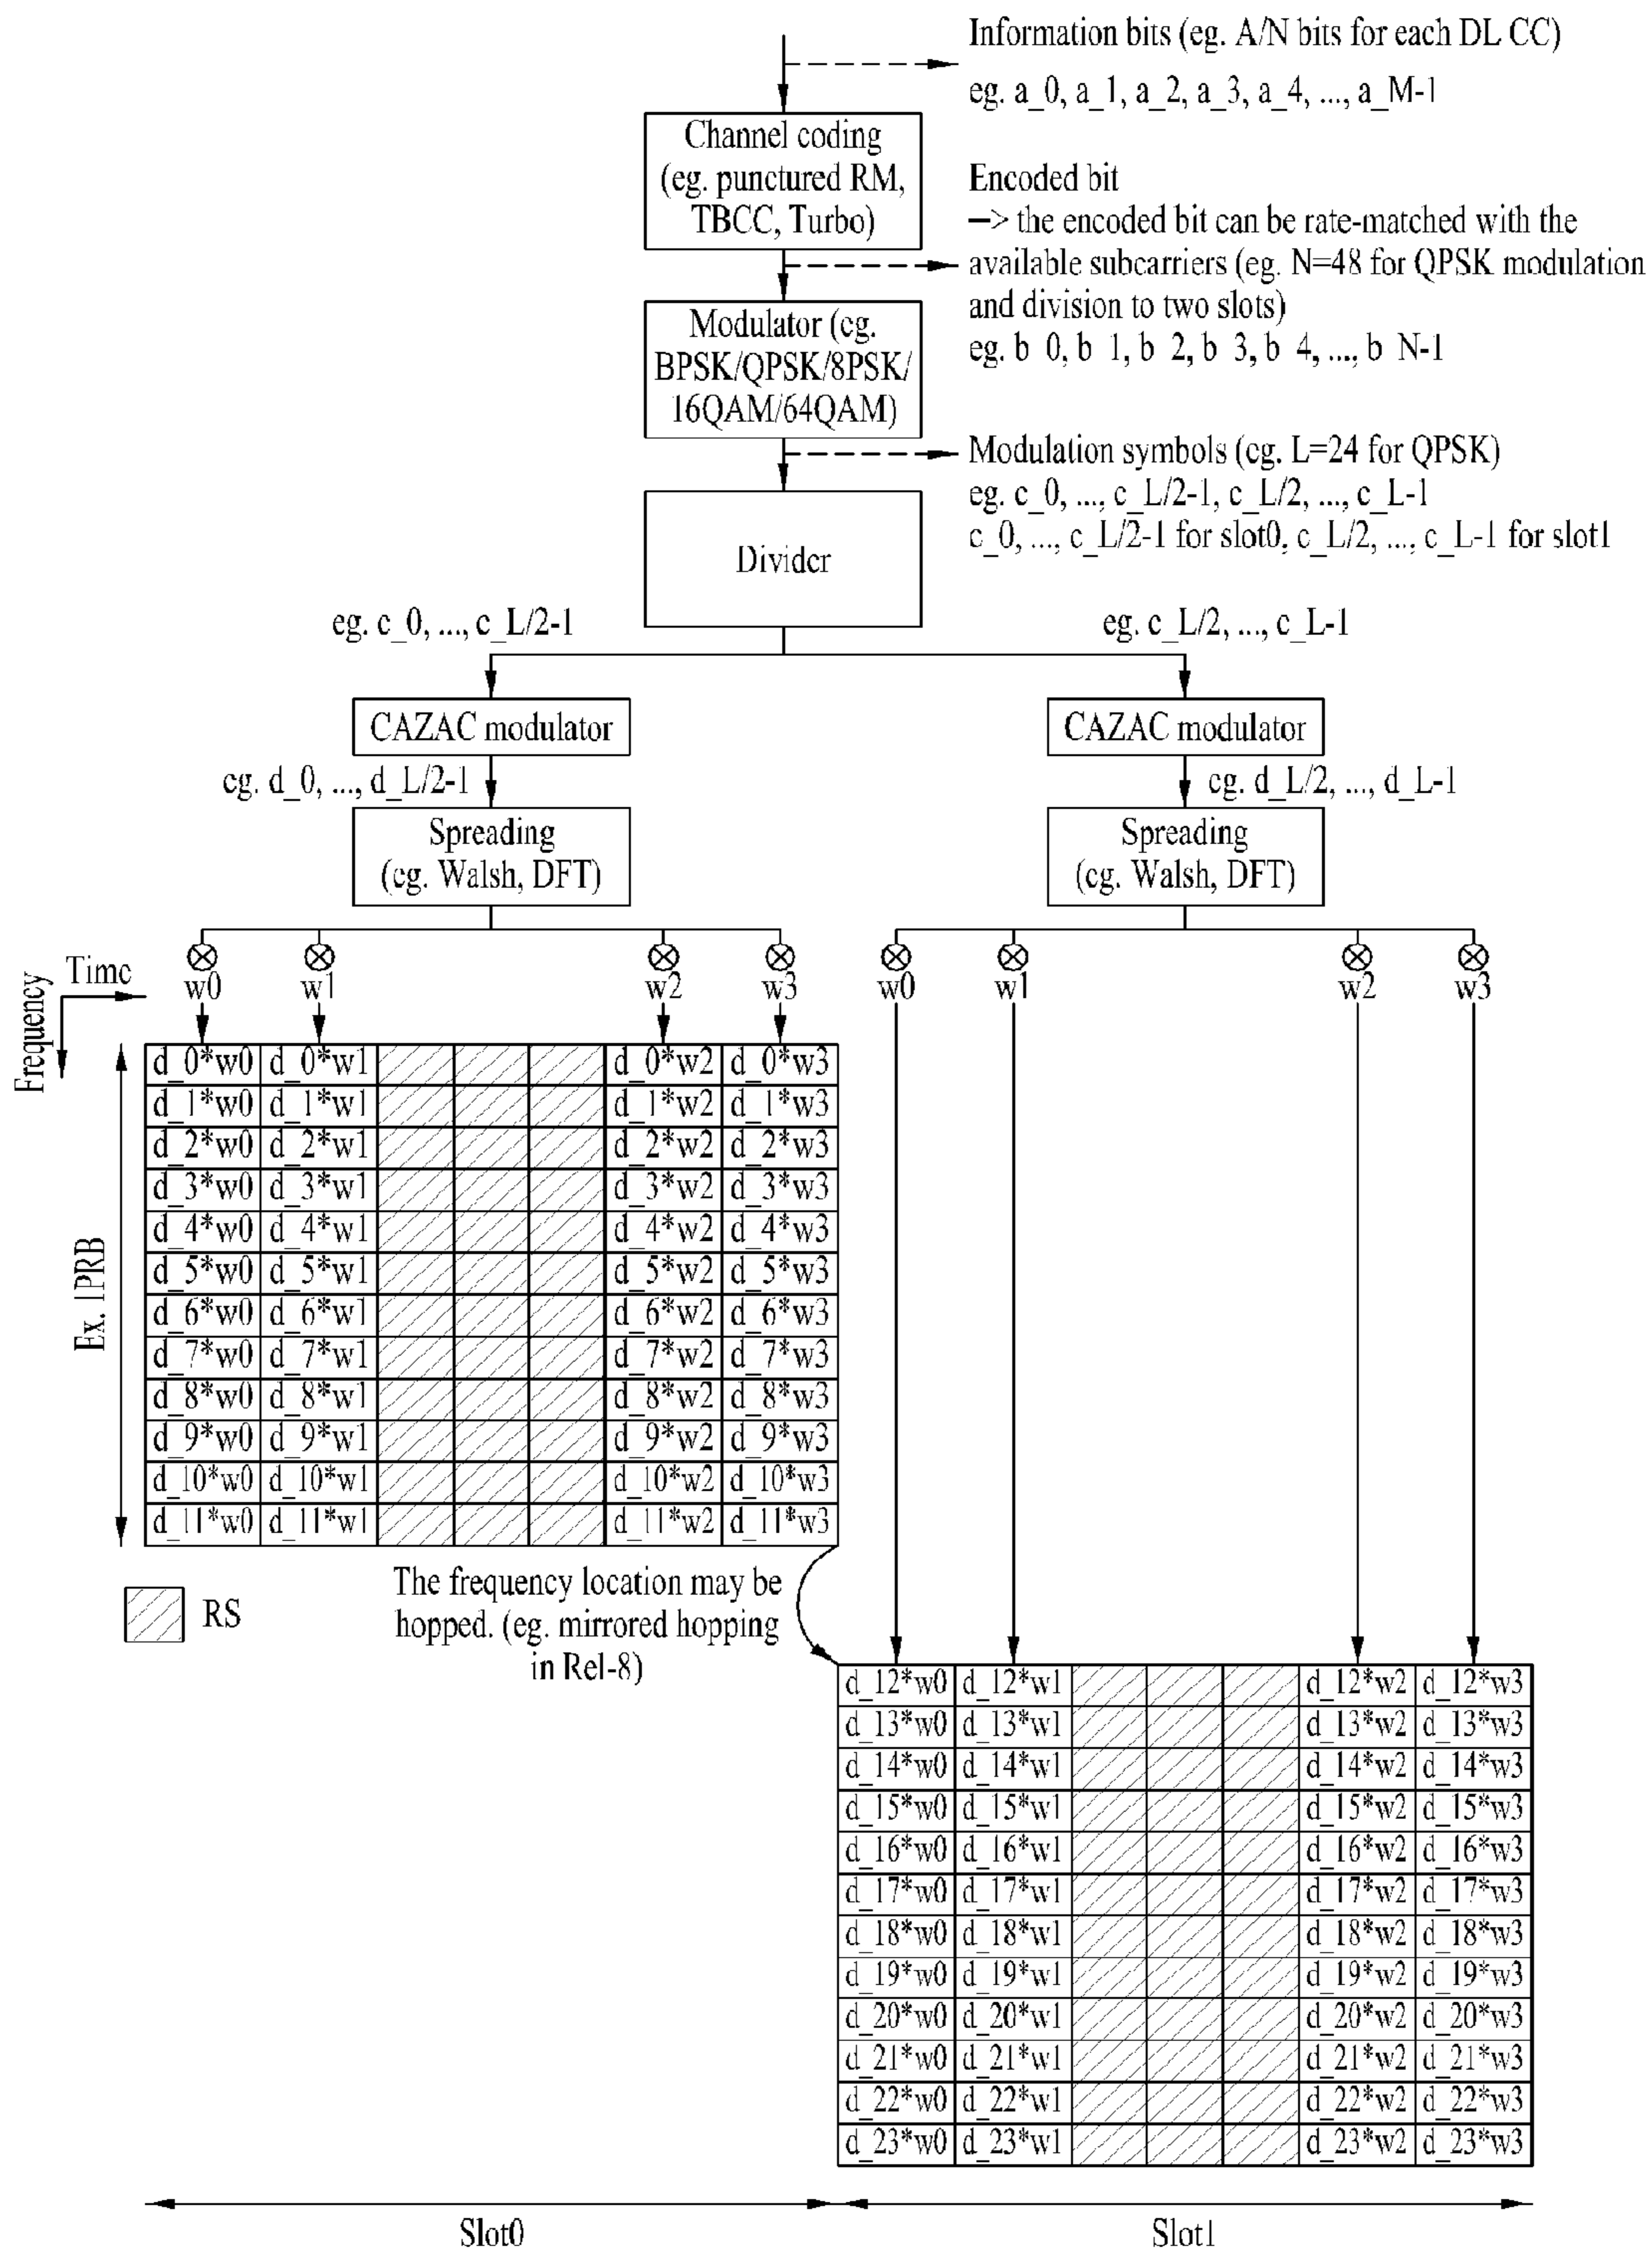 Information bits (eg. A/N bits for each DL CC)
eg. a_0, a_1, a_2, a_3, a_4, ..., a_M-1
Channel coding
(eg. punctured RM,
TBCC, Turbo)
Encoded bit
–> the encoded bit can be rate-matched with the
available subcarriers (eg. N=48 for QPSK modulation
and division to two slots)
eg. b_0, b_1, b_2, b_3, b_4, ..., b_N-1
Modulator (eg.
BPSK/QPSK/8PSK/
16QAM/64QAM)
Modulation symbols (eg. L=24 for QPSK)
eg. c_0, ..., c_L/2-1, c_L/2, ..., c_L-1
c_0, ..., c_L/2-1 for slot0, c_L/2, ..., c_L-1 for slot1
Divider
eg. c_0, ..., c_L/2-1
eg. c_L/2, ..., c_L-1
CAZAC modulator
CAZAC modulator
eg. d_0, ..., d_L/2-1
eg. d_L/2, ..., d_L-1
Spreading
(eg. Walsh, DFT)
Spreading
(eg. Walsh, DFT)
Time
Frequency
w0 w1 w2 w3 w0 w1 w2 w3
Ex. 1PRB
d_0*w0 d_0*w1 d_0*w2 d_0*w3
d_1*w0 d_1*w1 d_1*w2 d_1*w3
d_2*w0 d_2*w1 d_2*w2 d_2*w3
d_3*w0 d_3*w1 d_3*w2 d_3*w3
d_4*w0 d_4*w1 d_4*w2 d_4*w3
d_5*w0 d_5*w1 d_5*w2 d_5*w3
d_6*w0 d_6*w1 d_6*w2 d_6*w3
d_7*w0 d_7*w1 d_7*w2 d_7*w3
d_8*w0 d_8*w1 d_8*w2 d_8*w3
d_9*w0 d_9*w1 d_9*w2 d_9*w3
d_10*w0 d_10*w1 d_10*w2 d_10*w3
d_11*w0 d_11*w1 d_11*w2 d_11*w3
RS
The frequency location may be
hopped. (eg. mirrored hopping
in Rel-8)
d_12*w0 d_12*w1 d_12*w2 d_12*w3
d_13*w0 d_13*w1 d_13*w2 d_13*w3
d_14*w0 d_14*w1 d_14*w2 d_14*w3
d_15*w0 d_15*w1 d_15*w2 d_15*w3
d_16*w0 d_16*w1 d_16*w2 d_16*w3
d_17*w0 d_17*w1 d_17*w2 d_17*w3
d_18*w0 d_18*w1 d_18*w2 d_18*w3
d_19*w0 d_19*w1 d_19*w2 d_19*w3
d_20*w0 d_20*w1 d_20*w2 d_20*w3
d_21*w0 d_21*w1 d_21*w2 d_21*w3
d_22*w0 d_22*w1 d_22*w2 d_22*w3
d_23*w0 d_23*w1 d_23*w2 d_23*w3
Slot0
Slot1